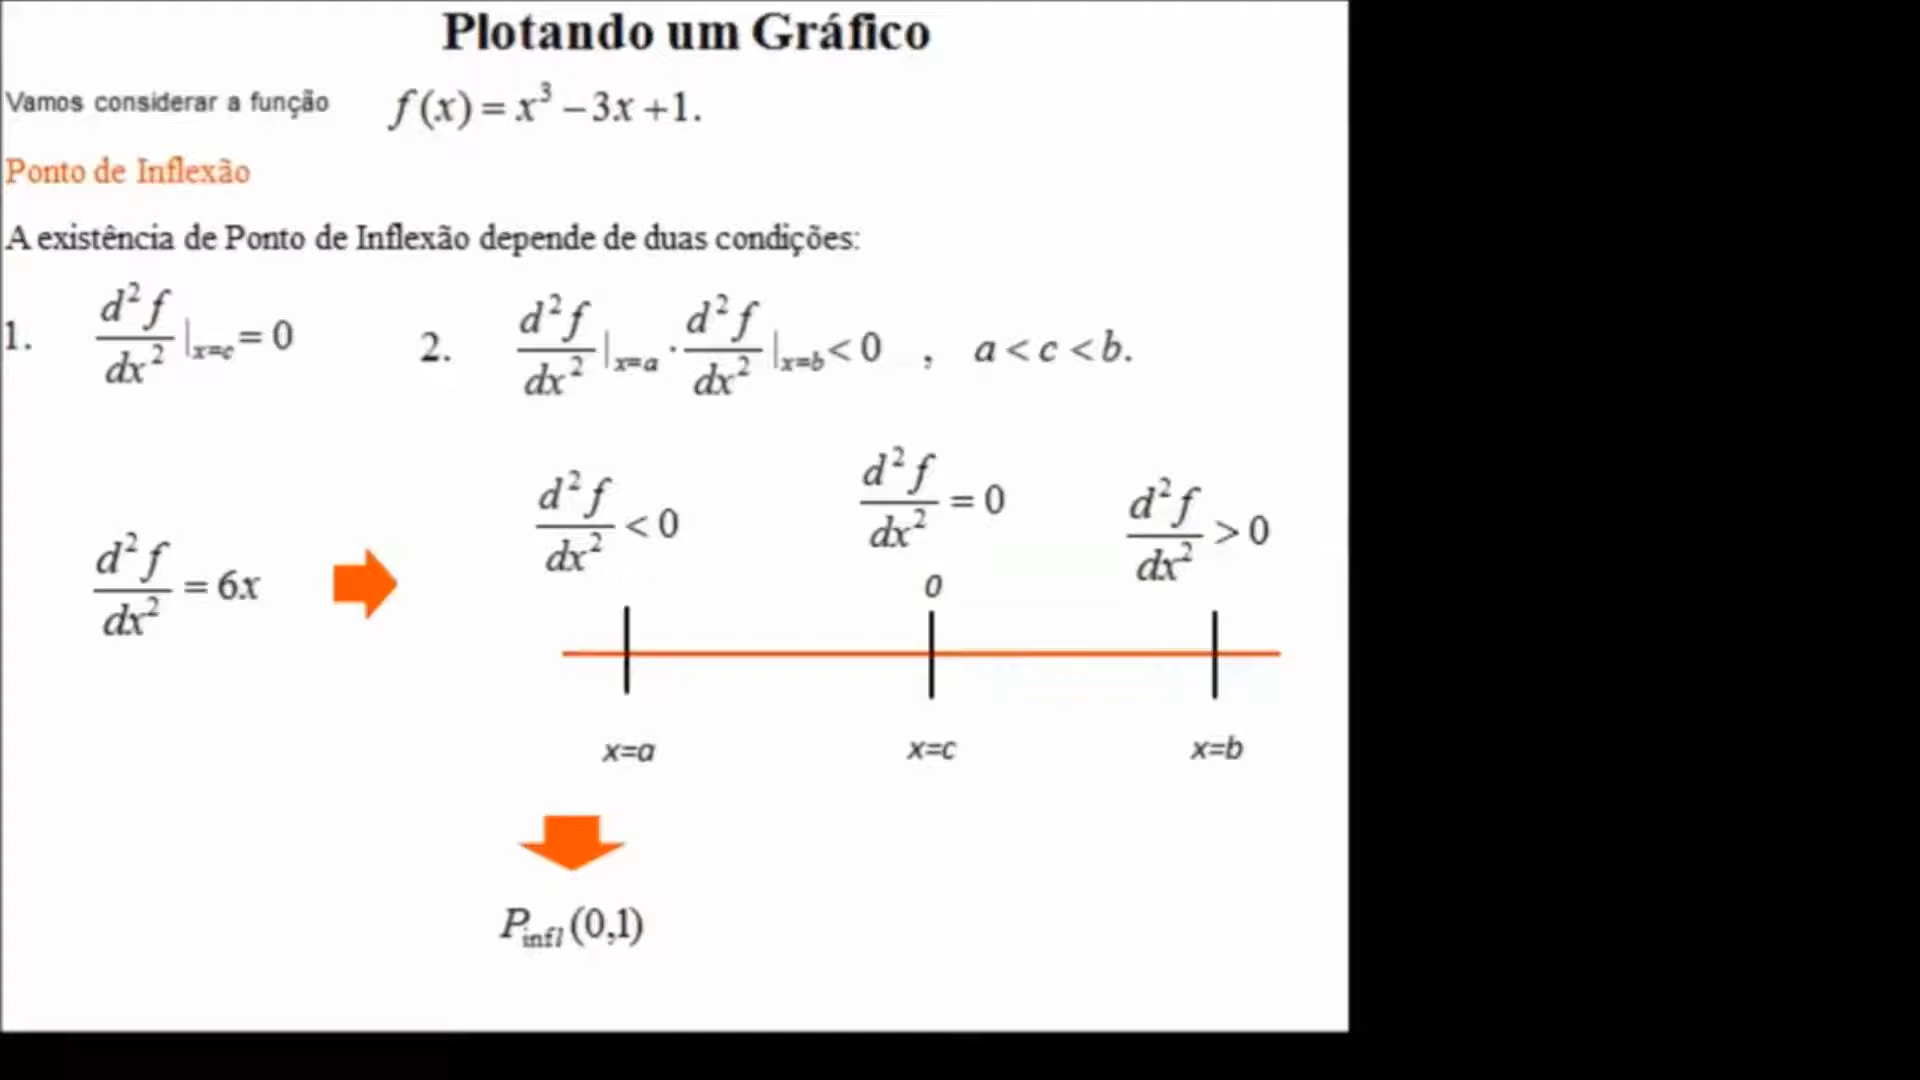 Plotando um Gráfico
Vamos considerar a função f(x) = x³ − 3x + 1.
Ponto de Inflexão
A existência de Ponto de Inflexão depende de duas condições:
1. d²f/dx² |x=c = 0 2. d²f/dx² |x=a · d²f/dx² |x=b < 0 , a < c < b.
d²f/dx² < 0 d²f/dx² = 0 d²f/dx² > 0
d²f/dx² = 6x
0
x=a x=c x=b
Pinfl (0,1)